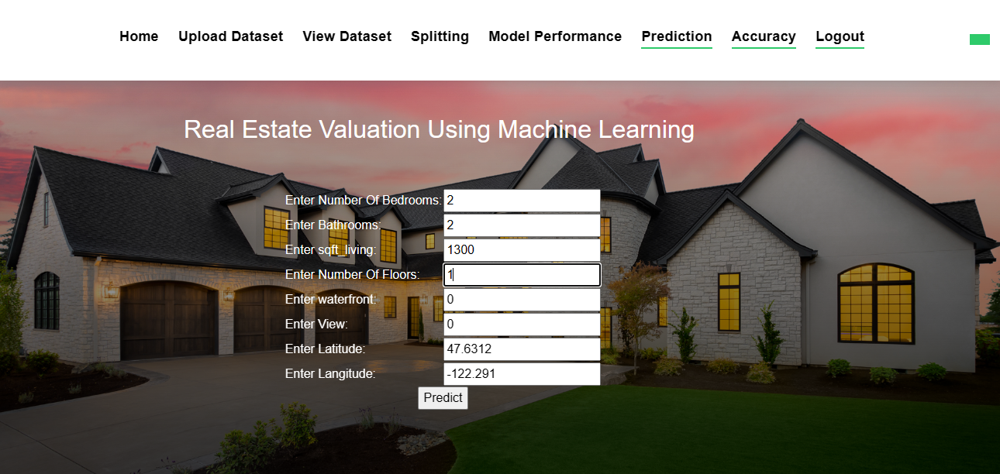 Home Upload Dataset View Dataset Splitting Model Performance Prediction Accuracy Logout
Real Estate Valuation Using Machine Learning
Enter Number Of Bedrooms: 2
Enter Bathrooms: 2
Enter sqft_living: 1300
Enter Number Of Floors: 1
Enter waterfront: 0
Enter View: 0
Enter Latitude: 47.6312
Enter Langitude: -122.291
Predict